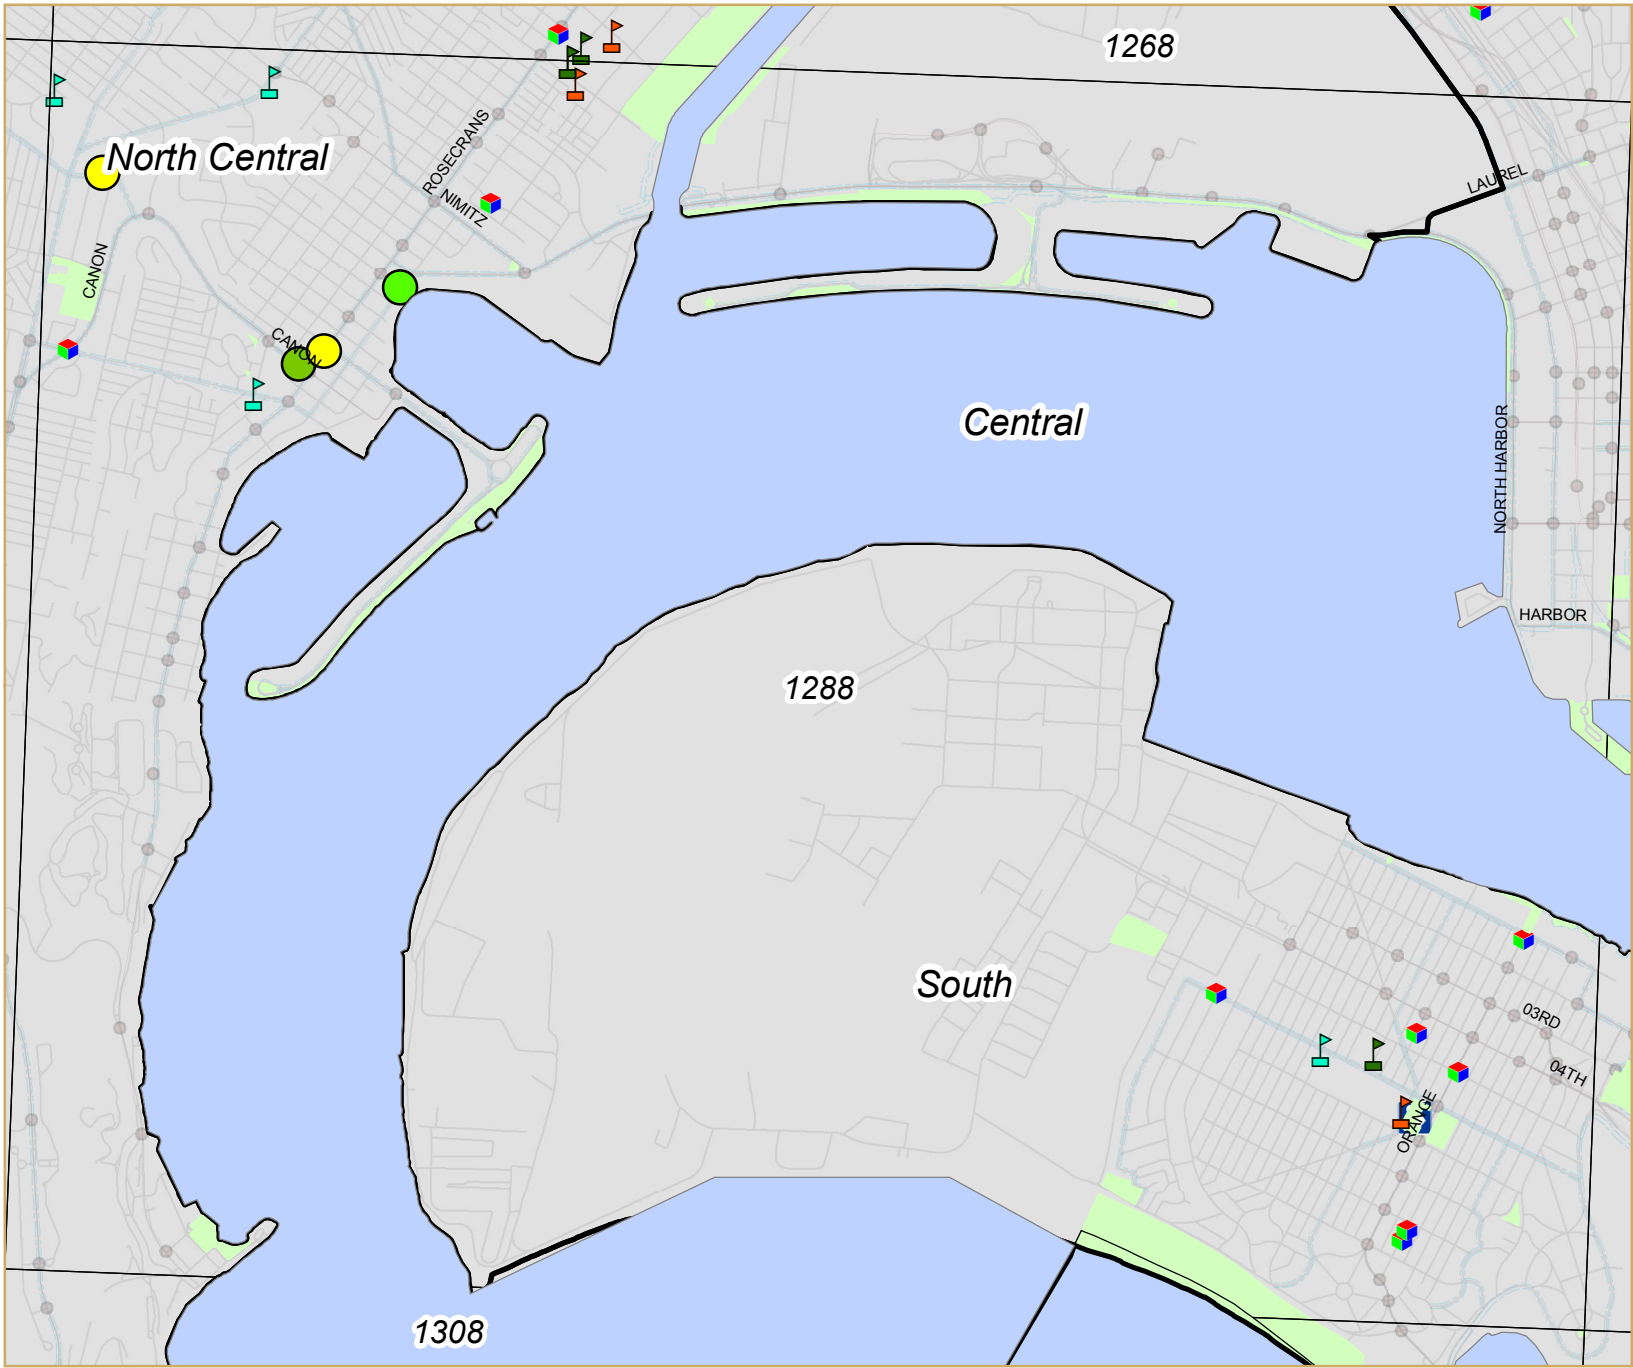 1268
ROSECRANS
North Central
LAUREL
NIMITZ
CANON
CANON
Central
NORTH HARBOR
HARBOR
1288
South
03RD
04TH
ORANGE
1308